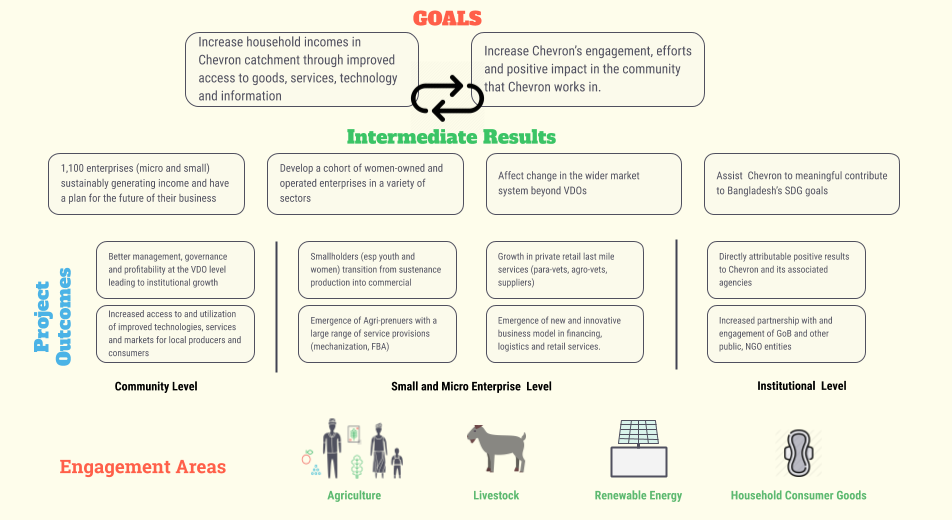 GOALS
Increase household incomes in
Chevron catchment through improved
access to goods, services, technology
and information
Increase Chevron's engagement, efforts
and positive impact in the community
that Chevron works in.
Intermediate Results
1,100 enterprises (micro and small)
sustainably generating income and have
a plan for the future of their business
Develop a cohort of women-owned and
operated enterprises in a variety of
sectors
Affect change in the wider market
system beyond VDOs
Assist Chevron to meaningful contribute
to Bangladesh's SDG goals
Project
Outcomes
Better management, governance
and profitability at the VDO level
leading to institutional growth
Smallholders (esp youth and
women) transition from sustenance
production into commercial
Growth in private retail last mile
services (para-vets, agro-vets,
suppliers)
Directly attributable positive results
to Chevron and its associated
agencies
Increased access to and utilization
of improved technologies, services
and markets for local producers and
consumers
Emergence of Agri-prenuers with a
large range of service provisions
(mechanization, FBA)
Emergence of new and innovative
business model in financing,
logistics and retail services.
Increased partnership with and
engagement of GoB and other
public, NGO entities
Community Level
Small and Micro Enterprise Level
Institutional Level
Engagement Areas
Agriculture
Livestock
Renewable Energy
Household Consumer Goods